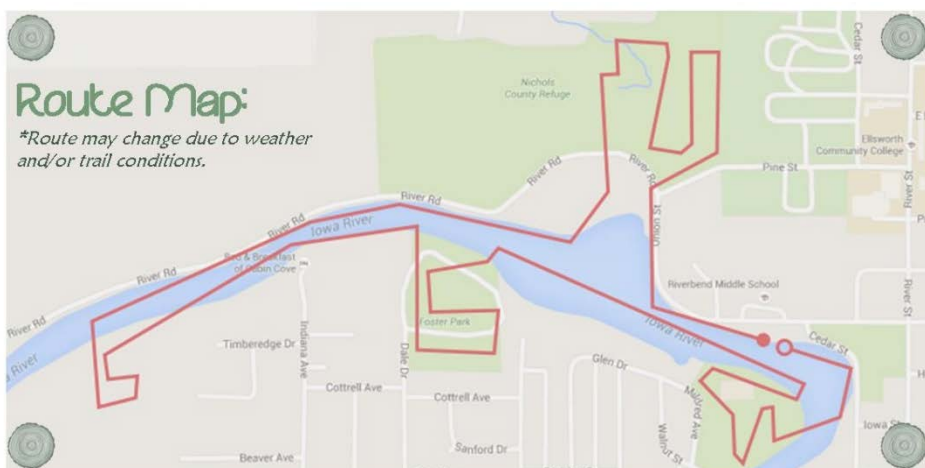 Route Map:
*Route may change due to weather
and/or trail conditions.
Nichols
County Refuge
Cedar St
Ellsworth
Community College
River St
Pine St
River Rd
River Rd
River Rd
River Rd
River Rd
River Rd
River Rd
Iowa River
Union St
Bed & Breakfast
of Cabin Cove
Riverbend Middle School
River St
Iowa River
Cedar St
Foster Park
Timberedge Dr
Indiana Ave
Dale Dr
Glen Dr
Mildred Ave
Cottrell Ave
Cottrell Ave
Walnut St
Iowa St
Sanford Dr
Beaver Ave